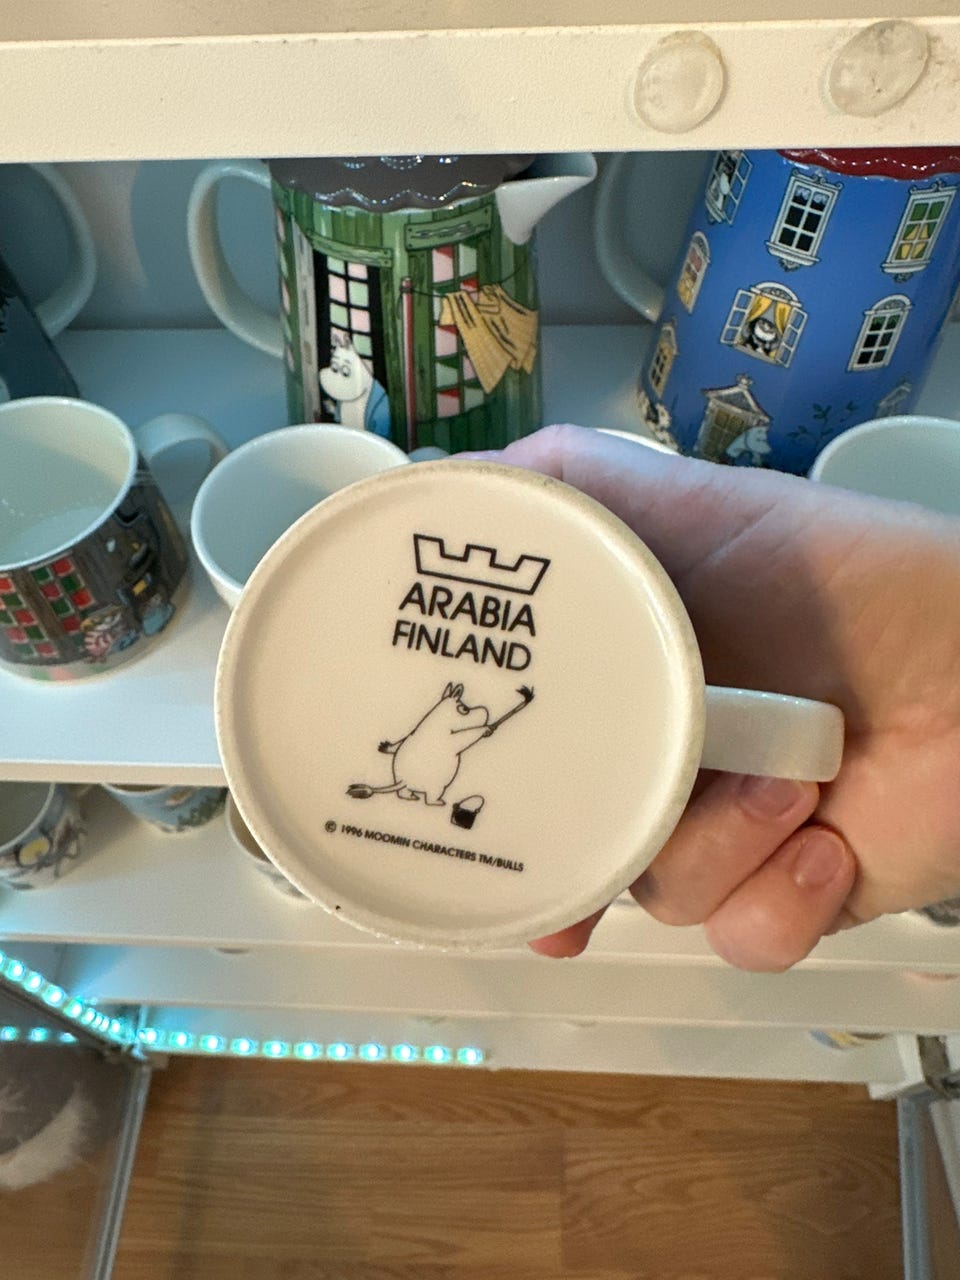 ARABIA
FINLAND
© 1996 MOOMIN CHARACTERS TM/BULLS